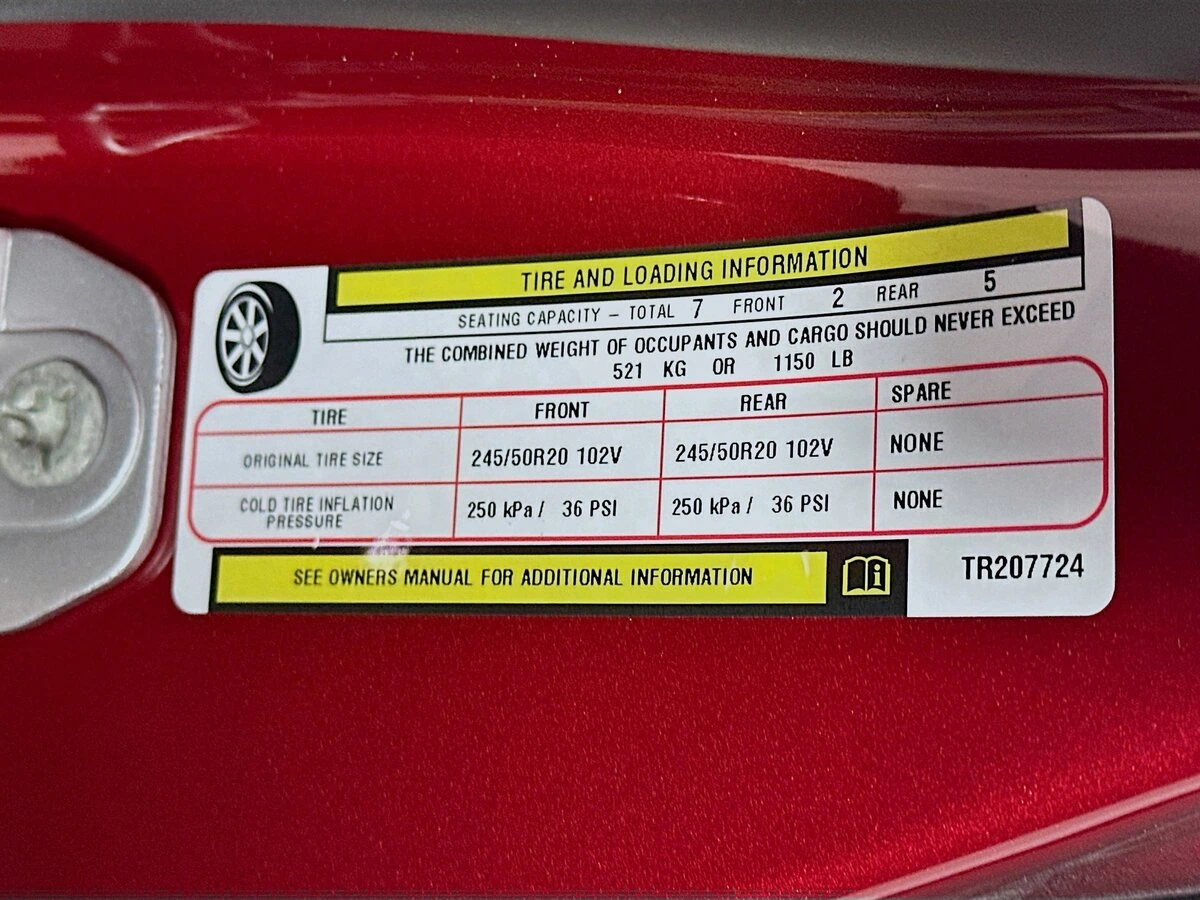 TIRE AND LOADING INFORMATION
SEATING CAPACITY – TOTAL 7 FRONT 2 REAR 5
THE COMBINED WEIGHT OF OCCUPANTS AND CARGO SHOULD NEVER EXCEED
521 KG OR 1150 LB
TIRE FRONT REAR SPARE
ORIGINAL TIRE SIZE 245/50R20 102V 245/50R20 102V NONE
COLD TIRE INFLATION PRESSURE 250 kPa / 36 PSI 250 kPa / 36 PSI NONE
SEE OWNERS MANUAL FOR ADDITIONAL INFORMATION
TR207724